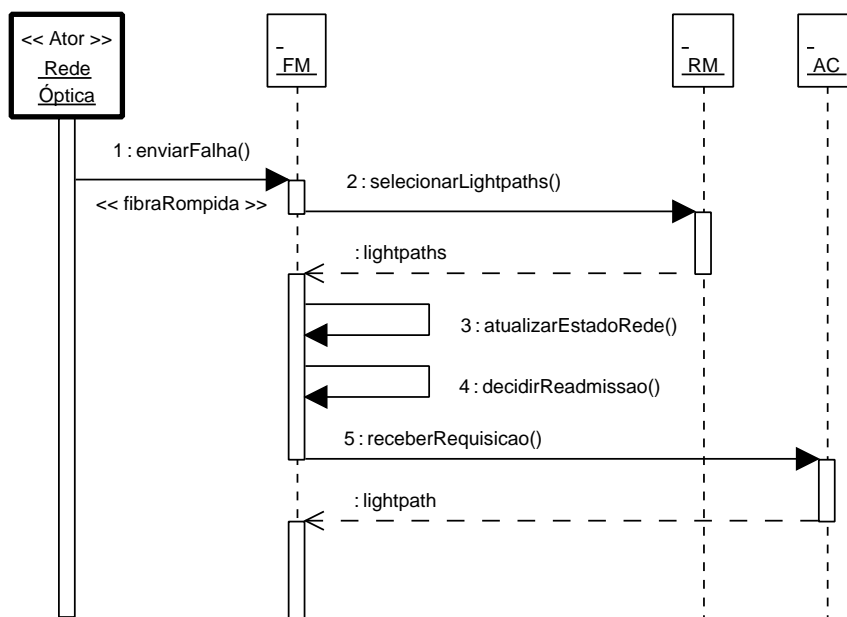 << Ator >>
Rede
Óptica
FM
RM
AC
1 : enviarFalha()
<< fibraRompida >>
2 : selecionarLightpaths()
: lightpaths
3 : atualizarEstadoRede()
4 : decidirReadmissao()
5 : receberRequisicao()
: lightpath